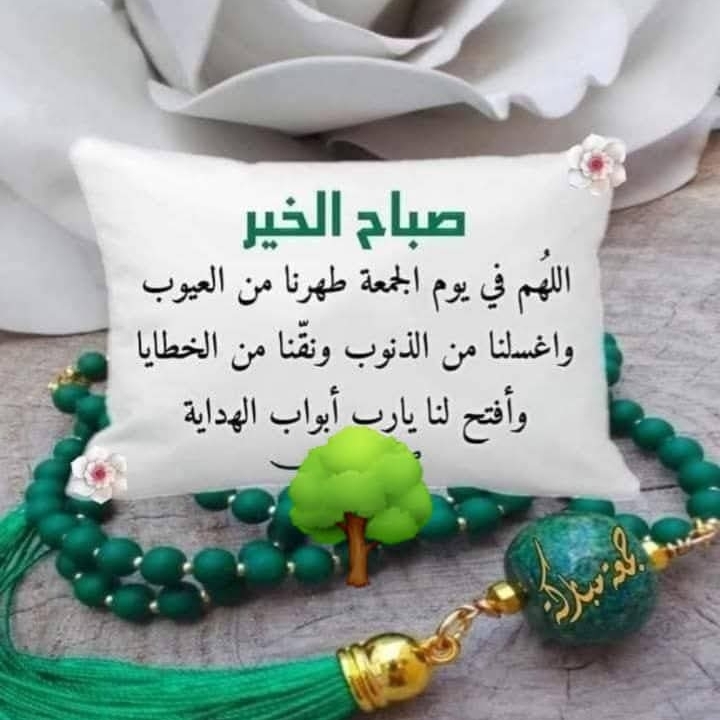 صباح الخير
اللهُم في يوم الجمعة طهرنا من العيوب
واغسلنا من الذنوب ونقّنا من الخطايا
وأفتح لنا يارب أبواب الهداية
جمعة مباركة